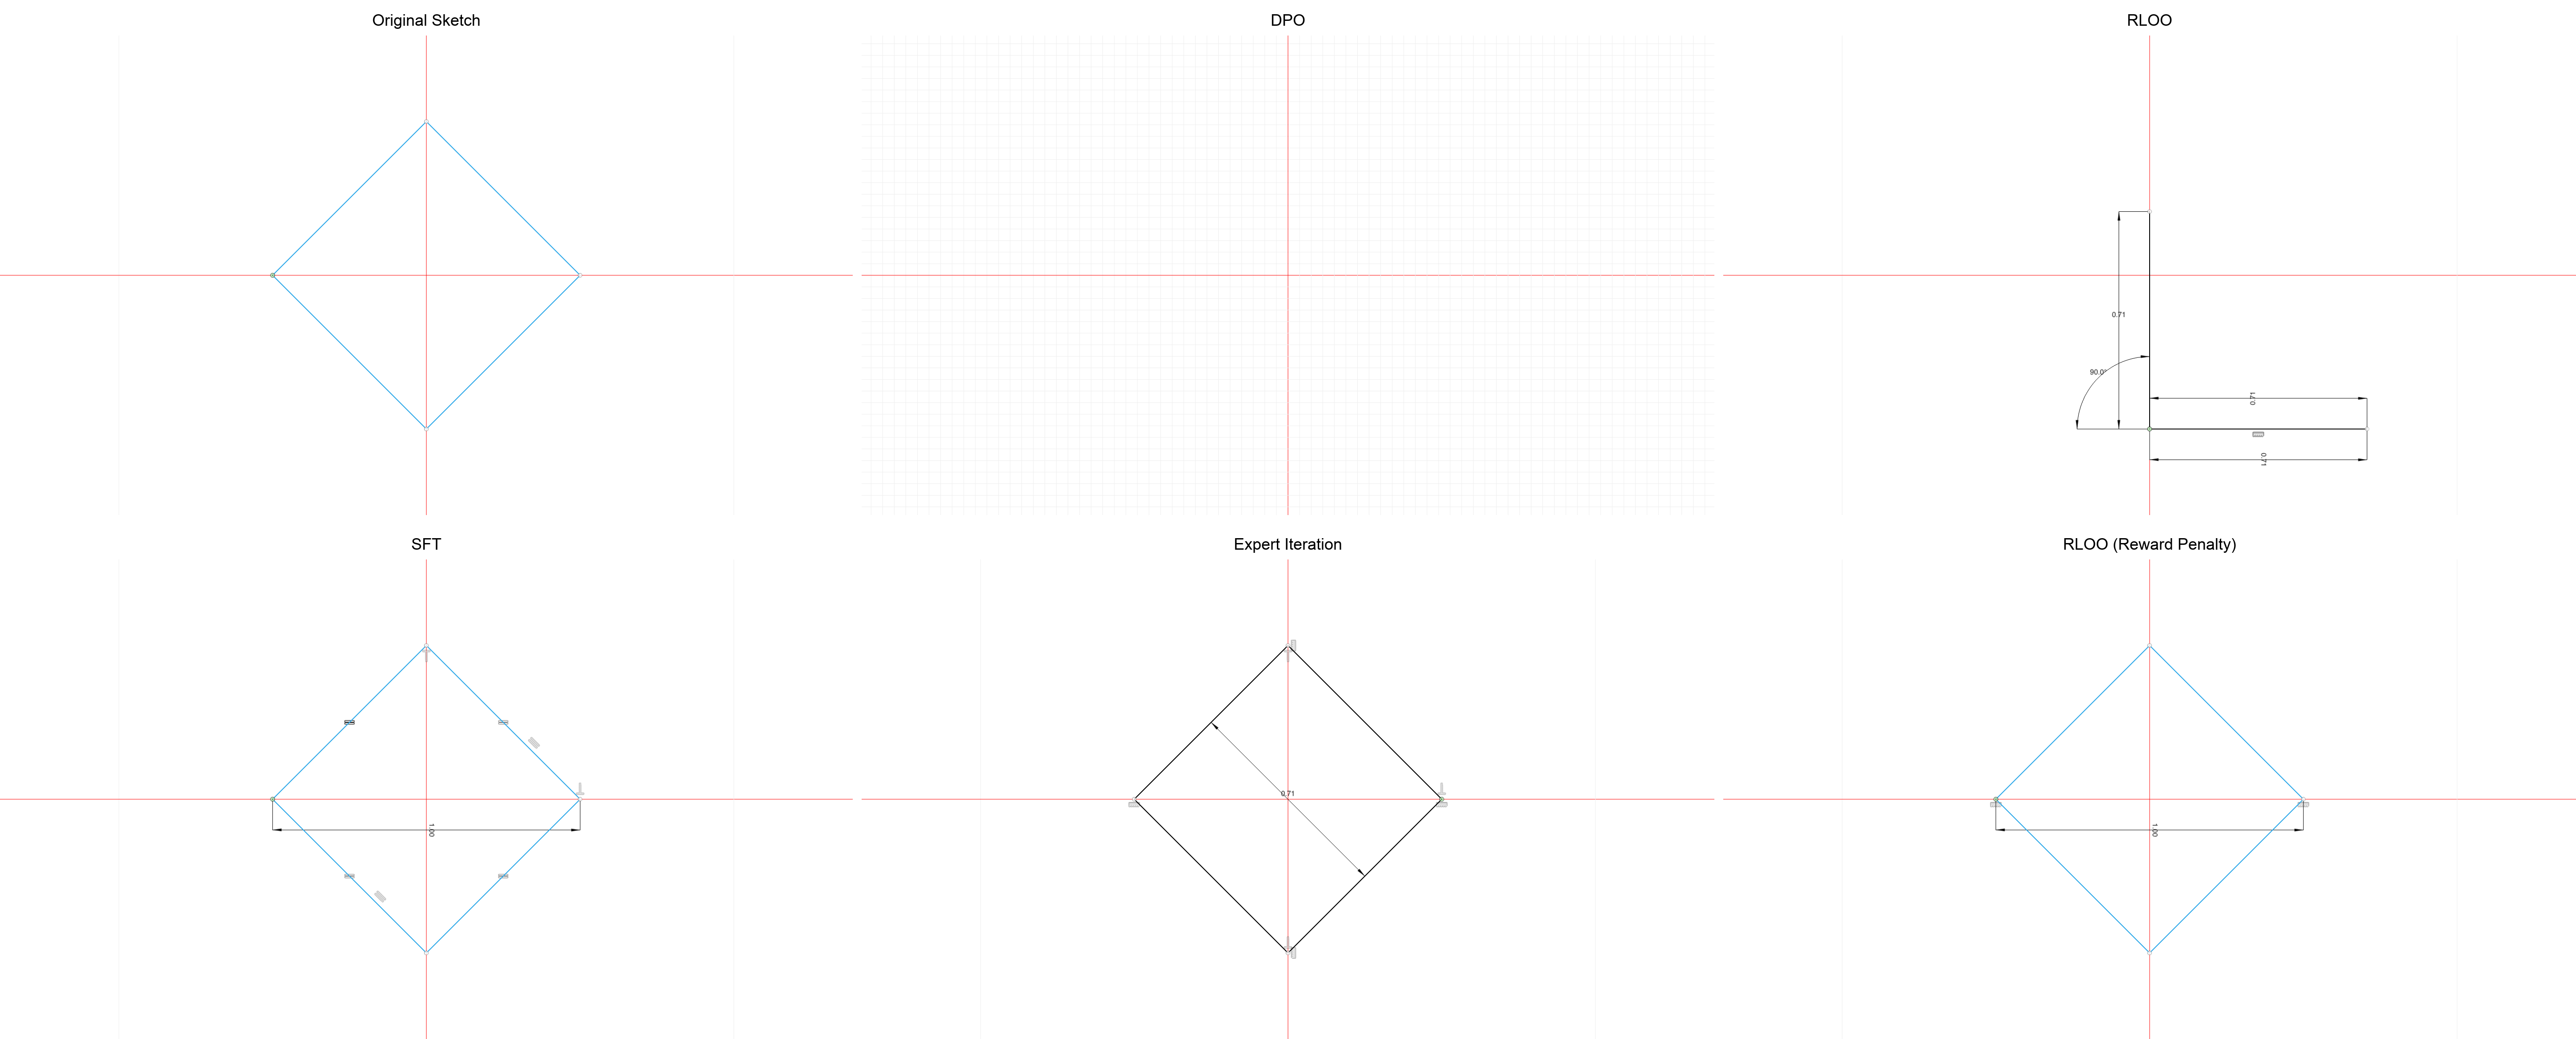 Original Sketch
DPO
RLOO
0.71
90.0°
0.71
0.71
SFT
Expert Iteration
RLOO (Reward Penalty)
1.00
0.71
1.00